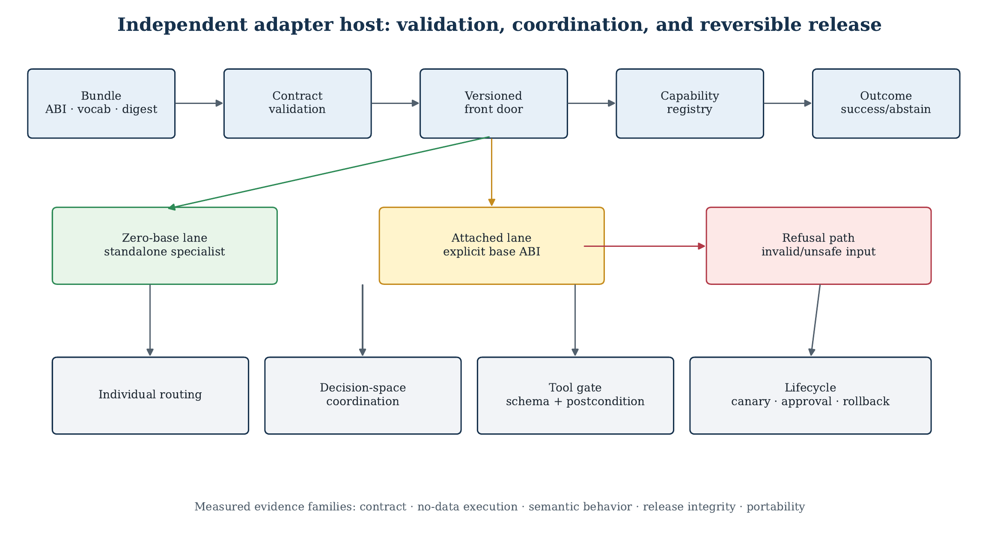 Independent adapter host: validation, coordination, and reversible release
Bundle
ABI · vocab · digest
Contract
validation
Versioned
front door
Capability
registry
Outcome
success/abstain
Zero-base lane
standalone specialist
Attached lane
explicit base ABI
Refusal path
invalid/unsafe input
Individual routing
Decision-space
coordination
Tool gate
schema + postcondition
Lifecycle
canary · approval · rollback
Measured evidence families: contract · no-data execution · semantic behavior · release integrity · portability